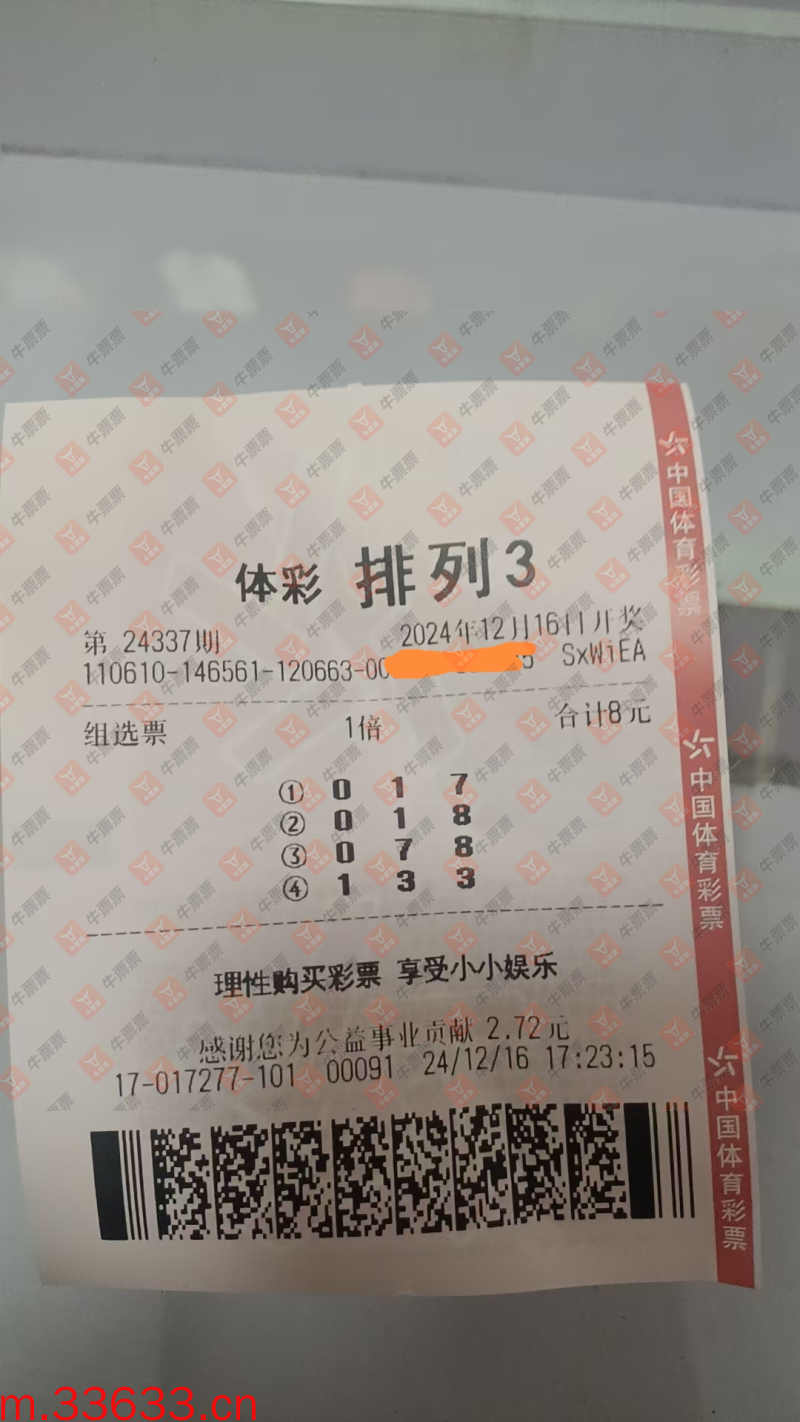 体彩 排列3
第 24337期 2024年12月16日开奖
110610-146561-120663-00 SxWiEA
组选票 1倍 合计8元
① 0 1 7
② 0 1 8
③ 0 7 8
④ 1 3 3
理性购买彩票 享受小小娱乐
感谢您为公益事业贡献 2.72元
17-017277-101 00091 24/12/16 17:23:15
中国体育彩票
中国体育彩票
中国体育彩票
牛票票
m.33633.cn